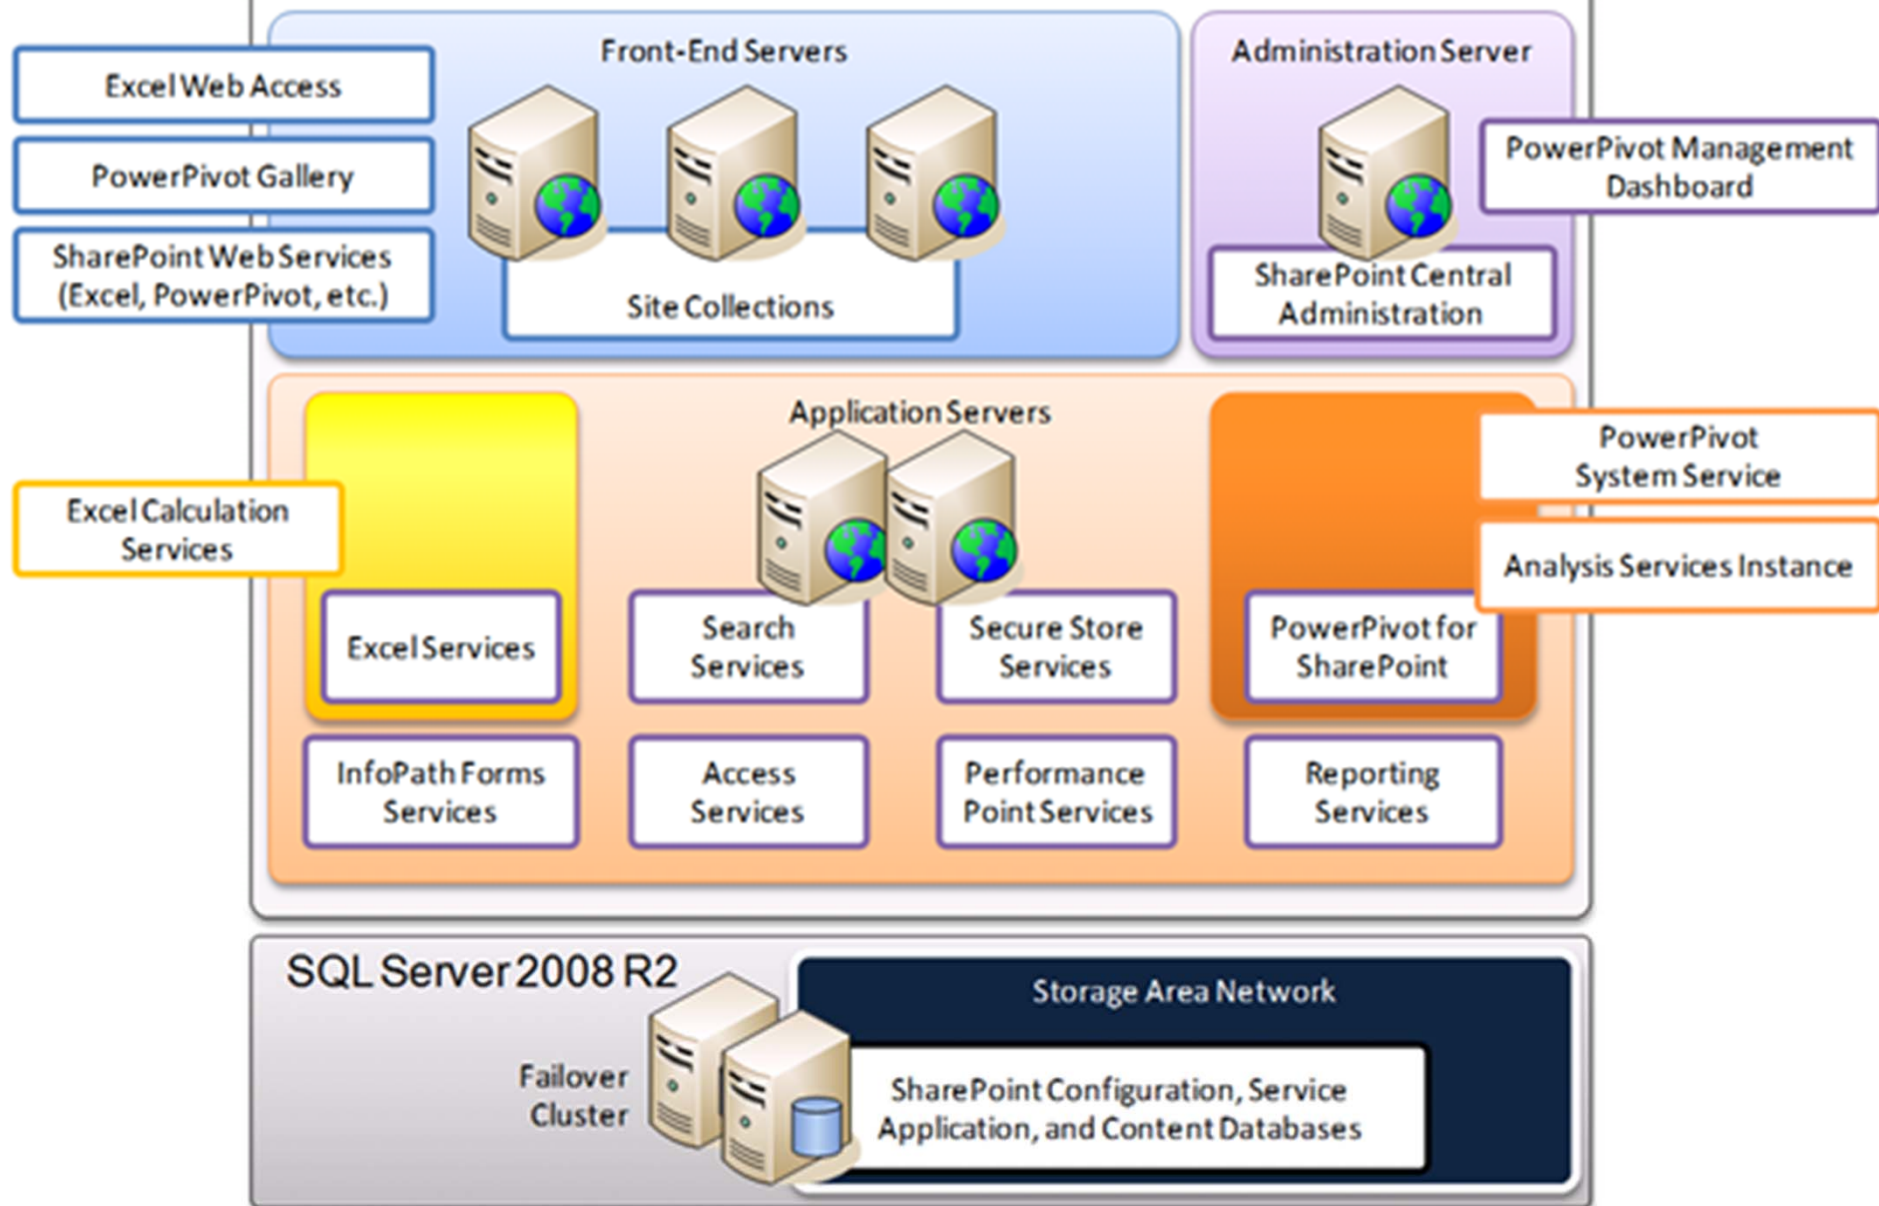 Front-End Servers
Administration Server
Excel Web Access
PowerPivot Gallery
SharePoint Web Services
(Excel, PowerPivot, etc.)
Site Collections
PowerPivot Management
Dashboard
SharePoint Central
Administration
Application Servers
PowerPivot
System Service
Excel Calculation
Services
Analysis Services Instance
Excel Services
Search
Services
Secure Store
Services
PowerPivot for
SharePoint
InfoPath Forms
Services
Access
Services
Performance
Point Services
Reporting
Services
SQL Server 2008 R2
Storage Area Network
Failover
Cluster
SharePoint Configuration, Service
Application, and Content Databases